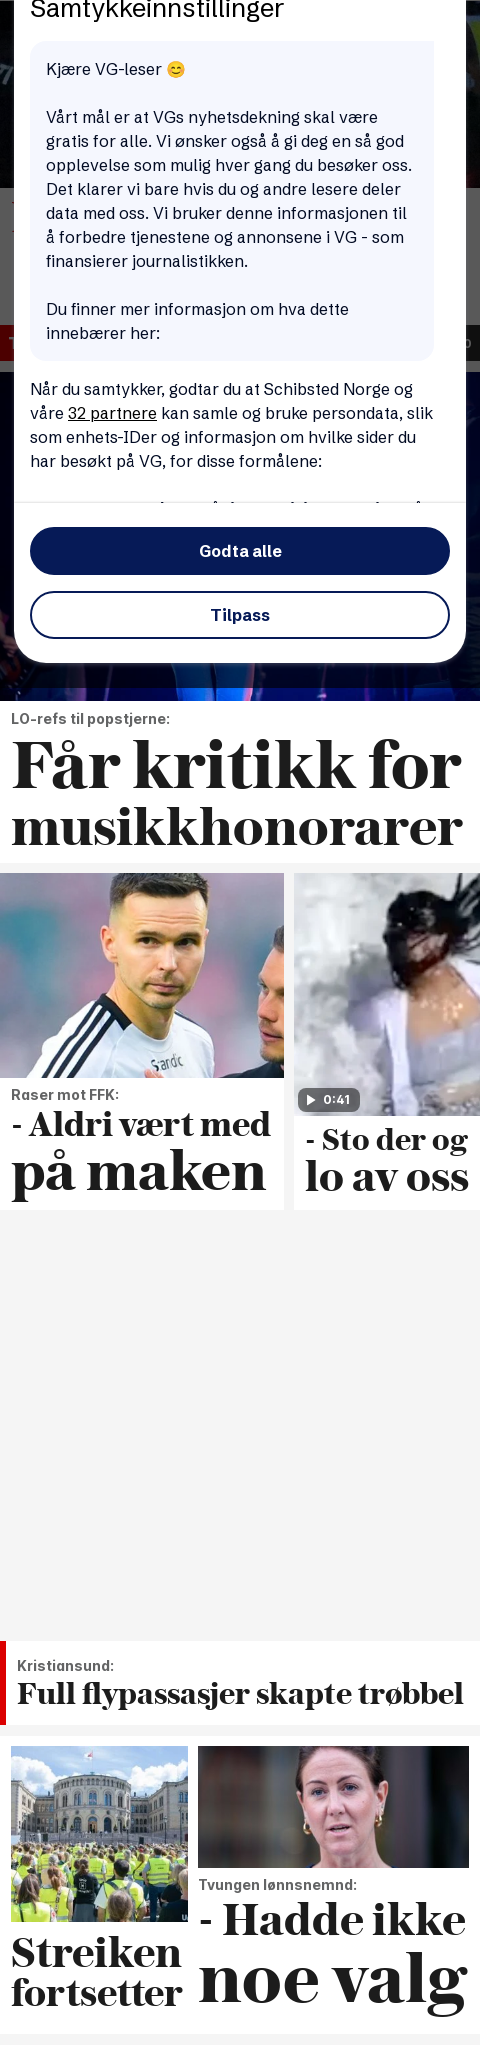 Samtykkeinnstillinger
Kjære VG-leser 😊
Vårt mål er at VGs nyhetsdekning skal være
gratis for alle. Vi ønsker også å gi deg en så god
opplevelse som mulig hver gang du besøker oss.
Det klarer vi bare hvis du og andre lesere deler
data med oss. Vi bruker denne informasjonen til
å forbedre tjenestene og annonsene i VG - som
finansierer journalistikken.
Du finner mer informasjon om hva dette
innebærer her:
Når du samtykker, godtar du at Schibsted Norge og
våre 32 partnere kan samle og bruke persondata, slik
som enhets-IDer og informasjon om hvilke sider du
har besøkt på VG, for disse formålene:
Godta alle
Tilpass
LO-refs til popstjerne:
Får kritikk for
musikkhonorarer
Raser mot FFK:
- Aldri vært med
på maken
0:41
- Sto der og
lo av oss
Kristiansund:
Full flypassasjer skapte trøbbel
Streiken
fortsetter
Tvungen lønnsnemnd:
- Hadde ikke
noe valg